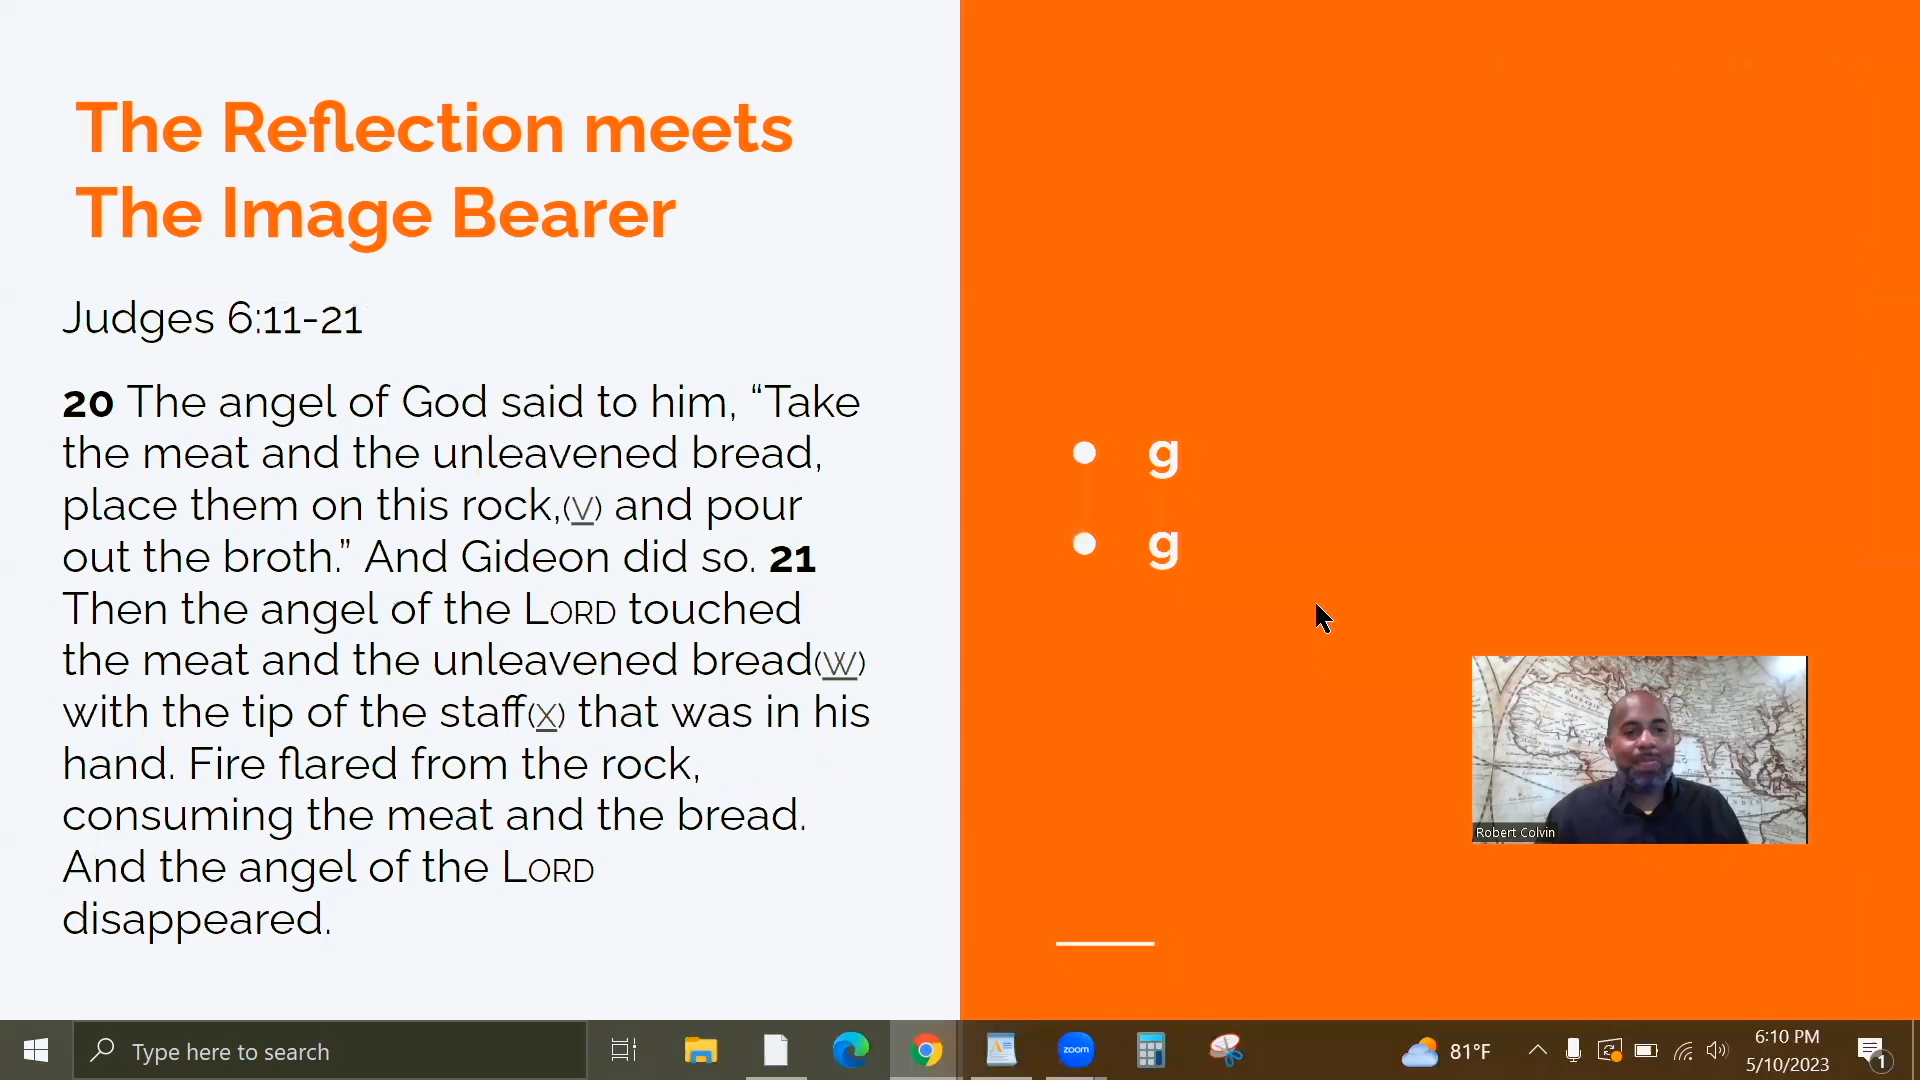 The Reflection meets
The Image Bearer
Judges 6:11-21
20 The angel of God said to him, “Take
the meat and the unleavened bread,
place them on this rock,(V) and pour
out the broth.” And Gideon did so. 21
Then the angel of the LORD touched
the meat and the unleavened bread(W)
with the tip of the staff(X) that was in his
hand. Fire flared from the rock,
consuming the meat and the bread.
And the angel of the LORD
disappeared.
g
g
Robert Colvin
Type here to search
zoom
81°F
6:10 PM
5/10/2023
1